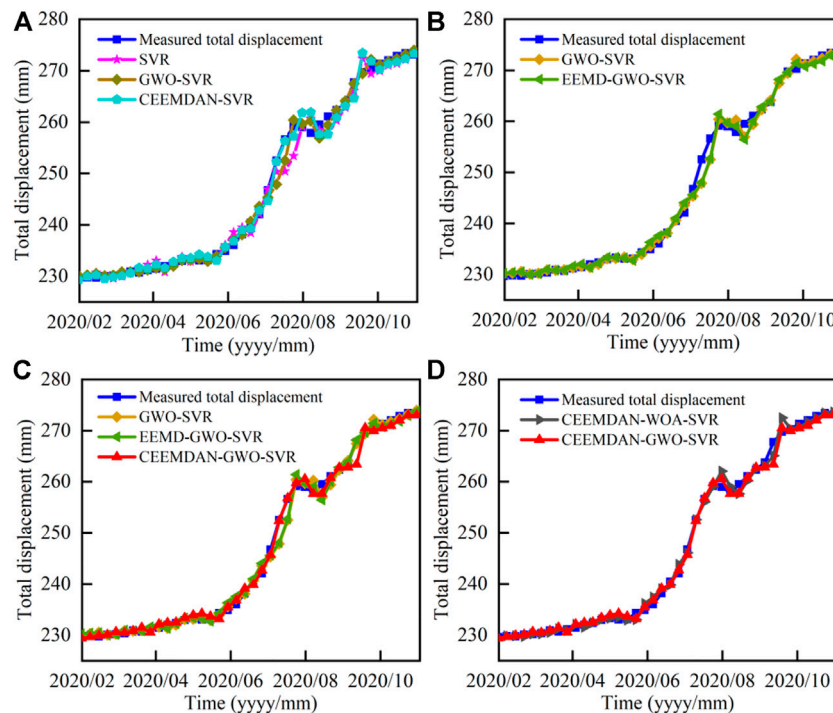 A
280
270
260
250
240
230
Total displacement (mm)
Measured total displacement
SVR
GWO-SVR
CEEMDAN-SVR
2020/02 2020/04 2020/06 2020/08 2020/10
Time (yyyy/mm)
B
280
270
260
250
240
230
Total displacement (mm)
Measured total displacement
GWO-SVR
EEMD-GWO-SVR
2020/02 2020/04 2020/06 2020/08 2020/10
Time (yyyy/mm)
C
280
270
260
250
240
230
Total displacement (mm)
Measured total displacement
GWO-SVR
EEMD-GWO-SVR
CEEMDAN-GWO-SVR
2020/02 2020/04 2020/06 2020/08 2020/10
Time (yyyy/mm)
D
280
270
260
250
240
230
Total displacement (mm)
Measured total displacement
CEEMDAN-WOA-SVR
CEEMDAN-GWO-SVR
2020/02 2020/04 2020/06 2020/08 2020/10
Time (yyyy/mm)